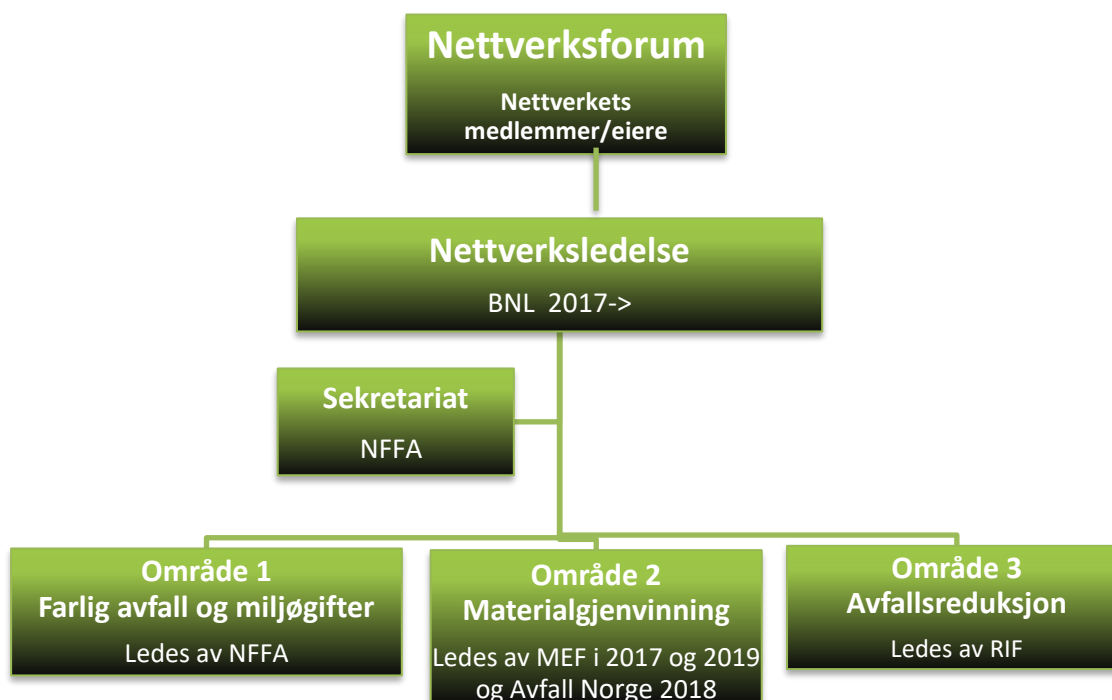 Nettverksforum
Nettverkets
medlemmer/eiere
Nettverksledelse
BNL 2017->
Sekretariat
NFFA
Område 1
Farlig avfall og miljøgifter
Ledes av NFFA
Område 2
Materialgjenvinning
Ledes av MEF i 2017 og 2019
og Avfall Norge 2018
Område 3
Avfallsreduksjon
Ledes av RIF